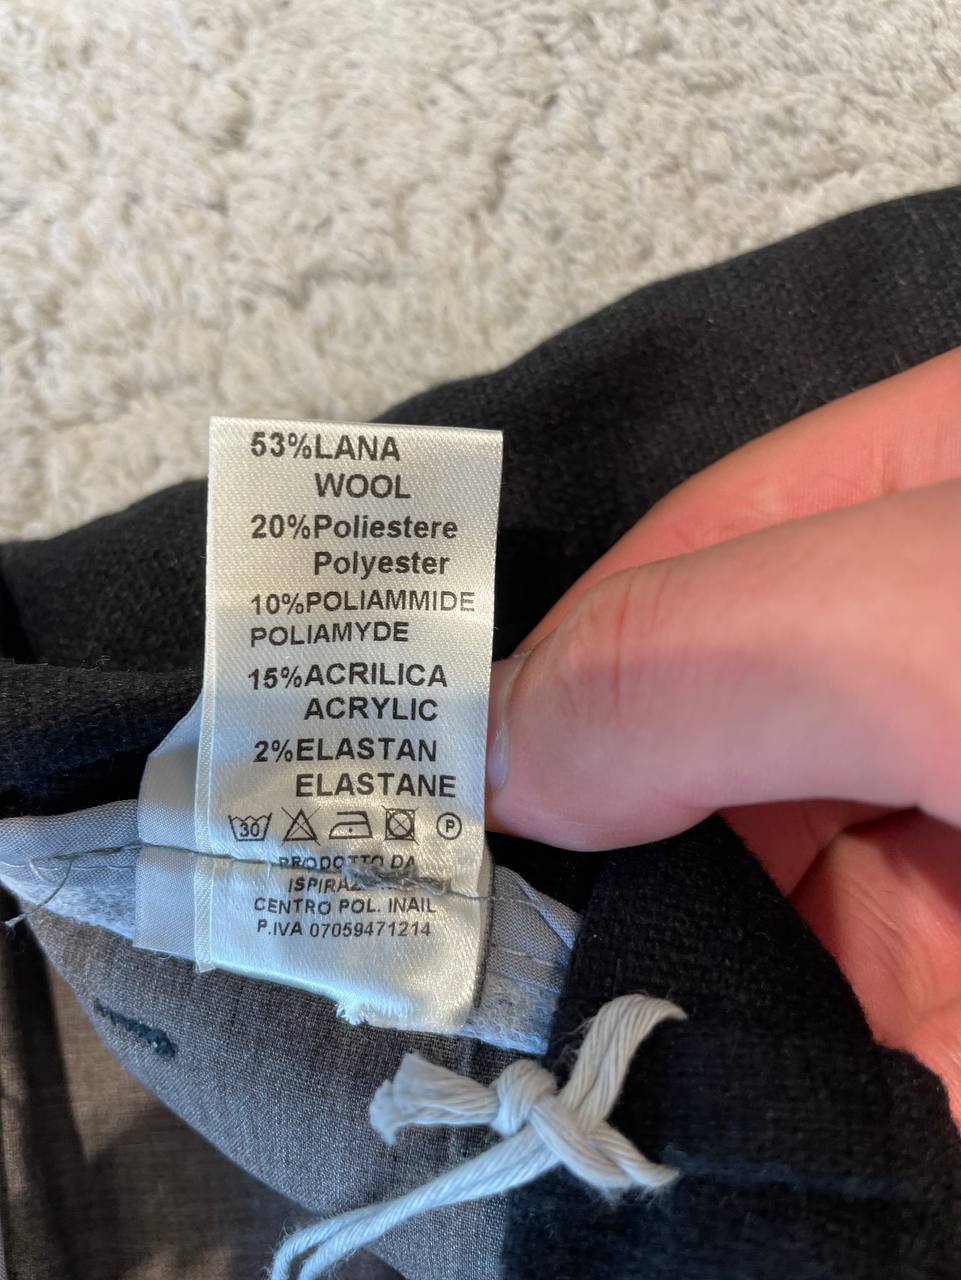 53%LANA
WOOL
20%Poliestere
Polyester
10%POLIAMMIDE
POLIAMYDE
15%ACRILICA
ACRYLIC
2%ELASTAN
ELASTANE
30 P
PRODOTTO DA
CENTRO POL. INAIL
P.IVA 07059471214